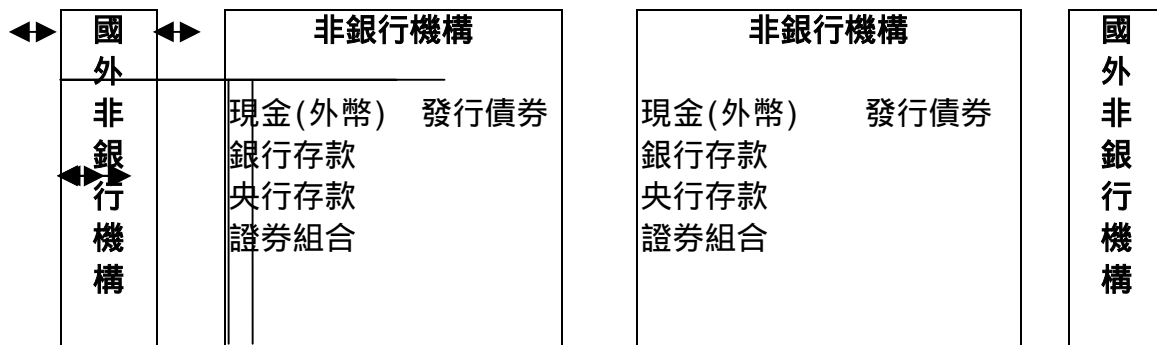 國外非銀行機構
非銀行機構
現金(外幣) 發行債券
銀行存款
央行存款
證券組合
非銀行機構
現金(外幣) 發行債券
銀行存款
央行存款
證券組合
國外非銀行機構